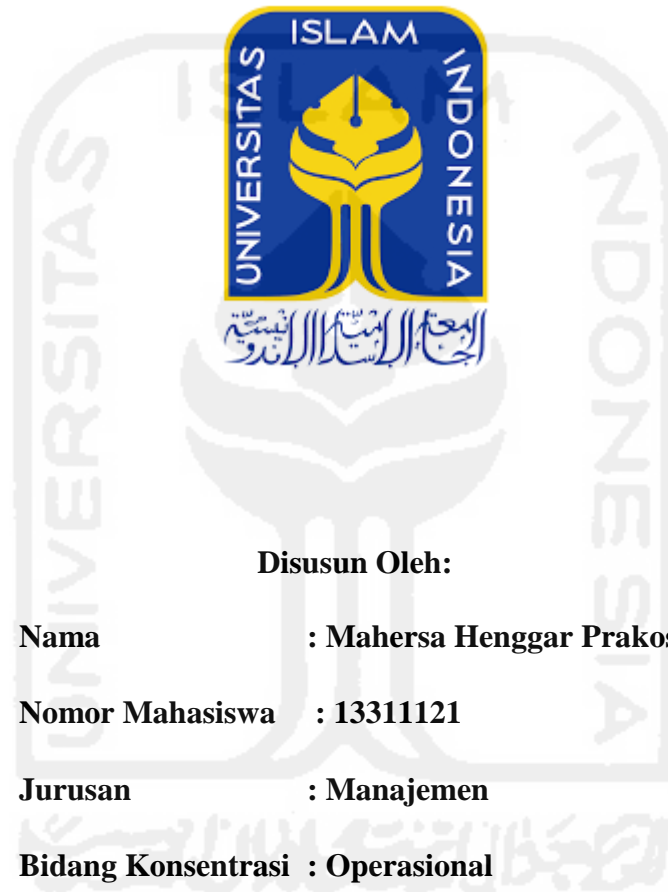 ISLAM
UNIVERSITAS
INDONESIA
الجامعة الإسلامية الإندونيسية
Disusun Oleh:
Nama : Mahersa Henggar Prakos
Nomor Mahasiswa : 13311121
Jurusan : Manajemen
Bidang Konsentrasi : Operasional